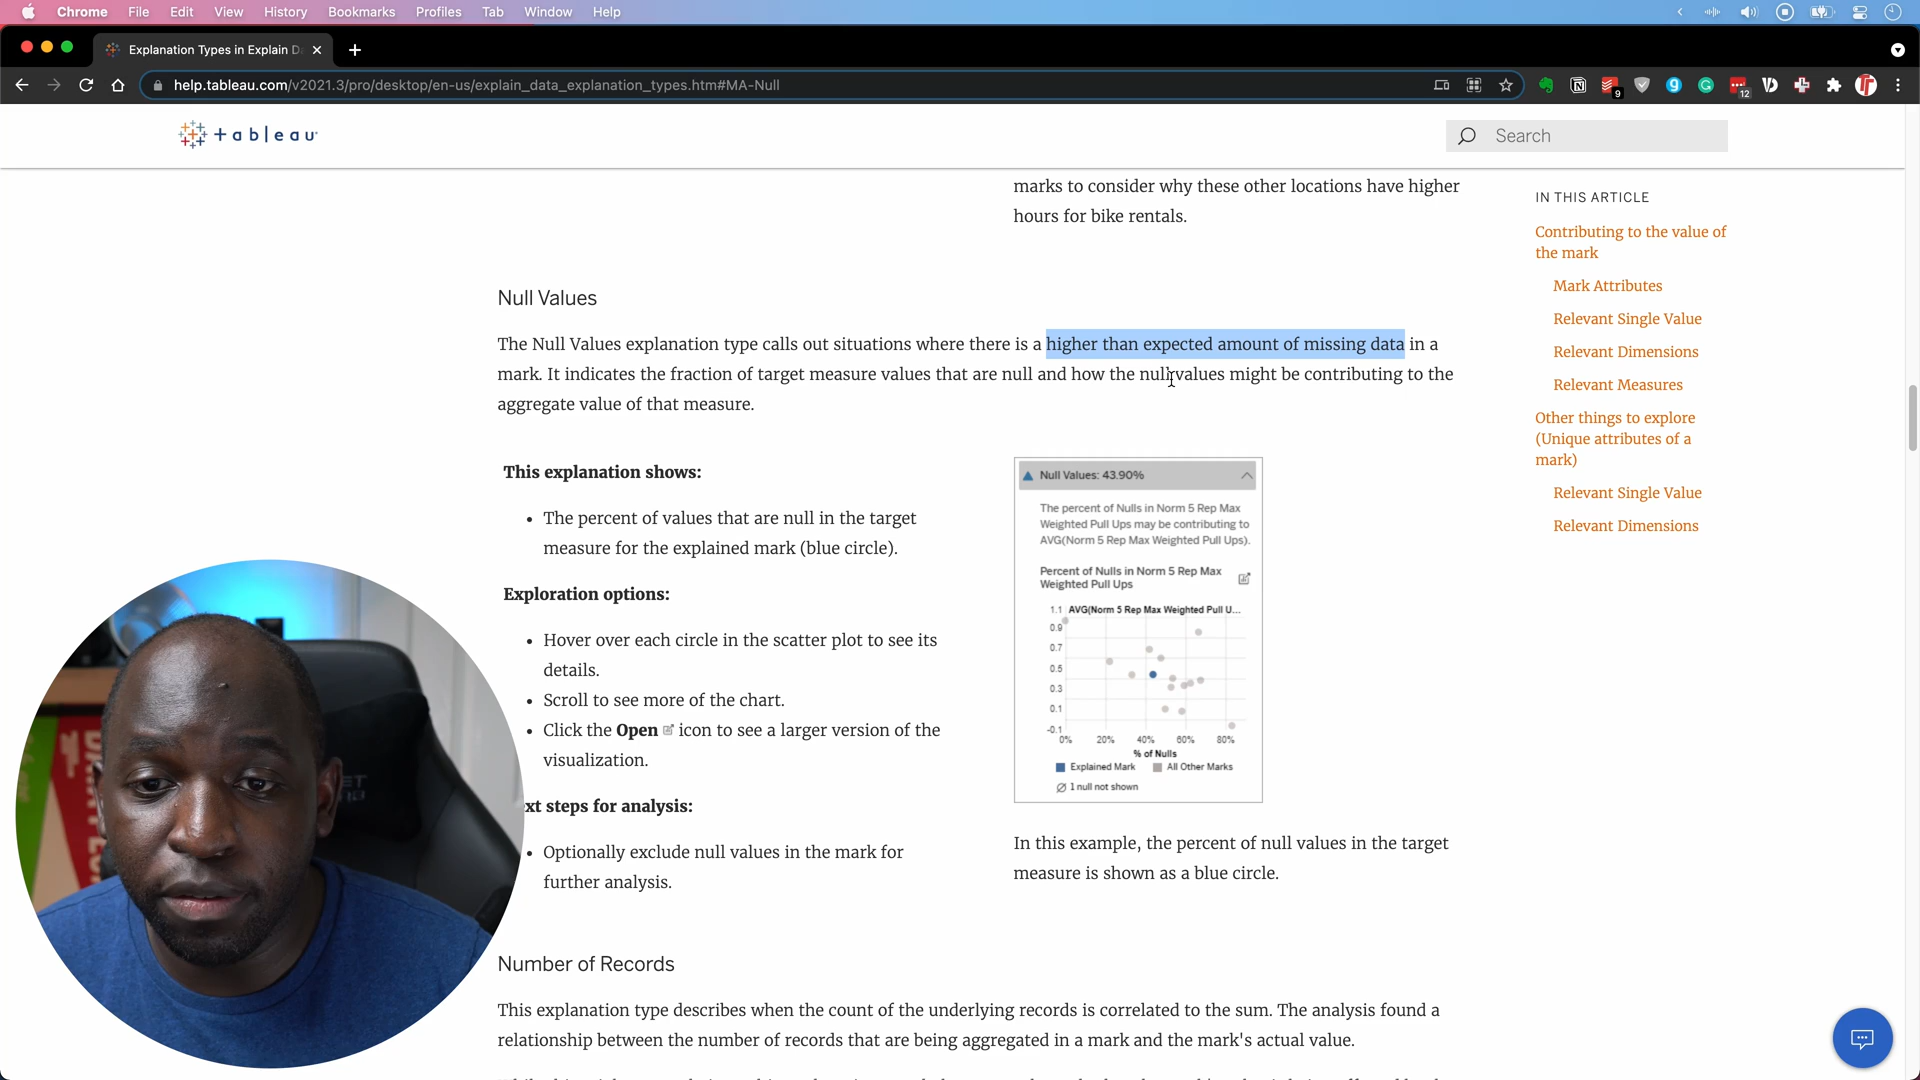 Chrome File Edit View History Bookmarks Profiles Tab Window Help
Explanation Types in Explain D
help.tableau.com/v2021.3/pro/desktop/en-us/explain_data_explanation_types.htm#MA-Null
9
12
+ a b | e a u
Search
marks to consider why these other locations have higher
hours for bike rentals.
Null Values
The Null Values explanation type calls out situations where there is a higher than expected amount of missing data in a
mark. It indicates the fraction of target measure values that are null and how the null values might be contributing to the
aggregate value of that measure.
This explanation shows:
• The percent of values that are null in the target
measure for the explained mark (blue circle).
Exploration options:
• Hover over each circle in the scatter plot to see its
details.
• Scroll to see more of the chart.
• Click the Open icon to see a larger version of the
visualization.
xt steps for analysis:
• Optionally exclude null values in the mark for
further analysis.
Null Values: 43.90%
The percent of Nulls in Norm 5 Rep Max
Weighted Pull Ups may be contributing to
AVG(Norm 5 Rep Max Weighted Pull Ups).
Percent of Nulls in Norm 5 Rep Max
Weighted Pull Ups
1.1 AVG(Norm 5 Rep Max Weighted Pull U...
0.9
0.7
0.5
0.3
0.1
-0.1
0% 20% 40% 60% 80%
% of Nulls
Explained Mark All Other Marks
1 null not shown
In this example, the percent of null values in the target
measure is shown as a blue circle.
Number of Records
This explanation type describes when the count of the underlying records is correlated to the sum. The analysis found a
relationship between the number of records that are being aggregated in a mark and the mark's actual value.
IN THIS ARTICLE
Contributing to the value of
the mark
Mark Attributes
Relevant Single Value
Relevant Dimensions
Relevant Measures
Other things to explore
(Unique attributes of a
mark)
Relevant Single Value
Relevant Dimensions